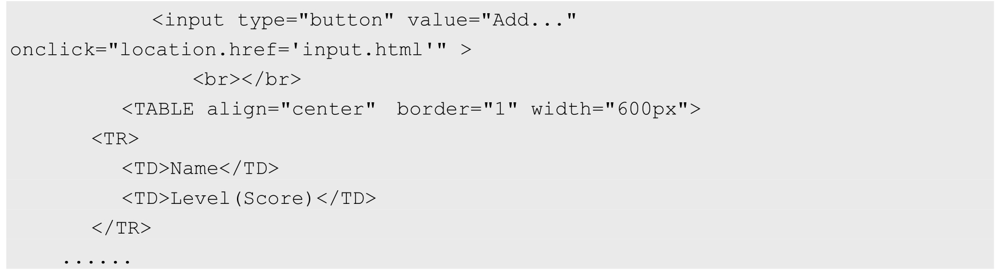 <input type="button" value="Add..."
onclick="location.href='input.html'" >
<br></br>
<TABLE align="center" border="1" width="600px">
<TR>
<TD>Name</TD>
<TD>Level(Score)</TD>
</TR>
......